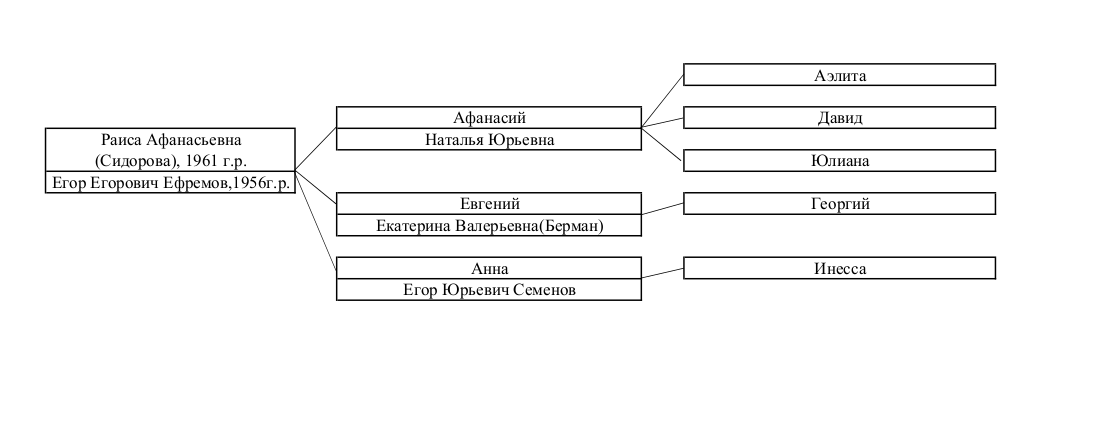 Раиса Афанасьевна
(Сидорова), 1961 г.р.
Егор Егорович Ефремов,1956г.р.
Афанасий
Наталья Юрьевна
Евгений
Екатерина Валерьевна(Берман)
Анна
Егор Юрьевич Семенов
Аэлита
Давид
Юлиана
Георгий
Инесса